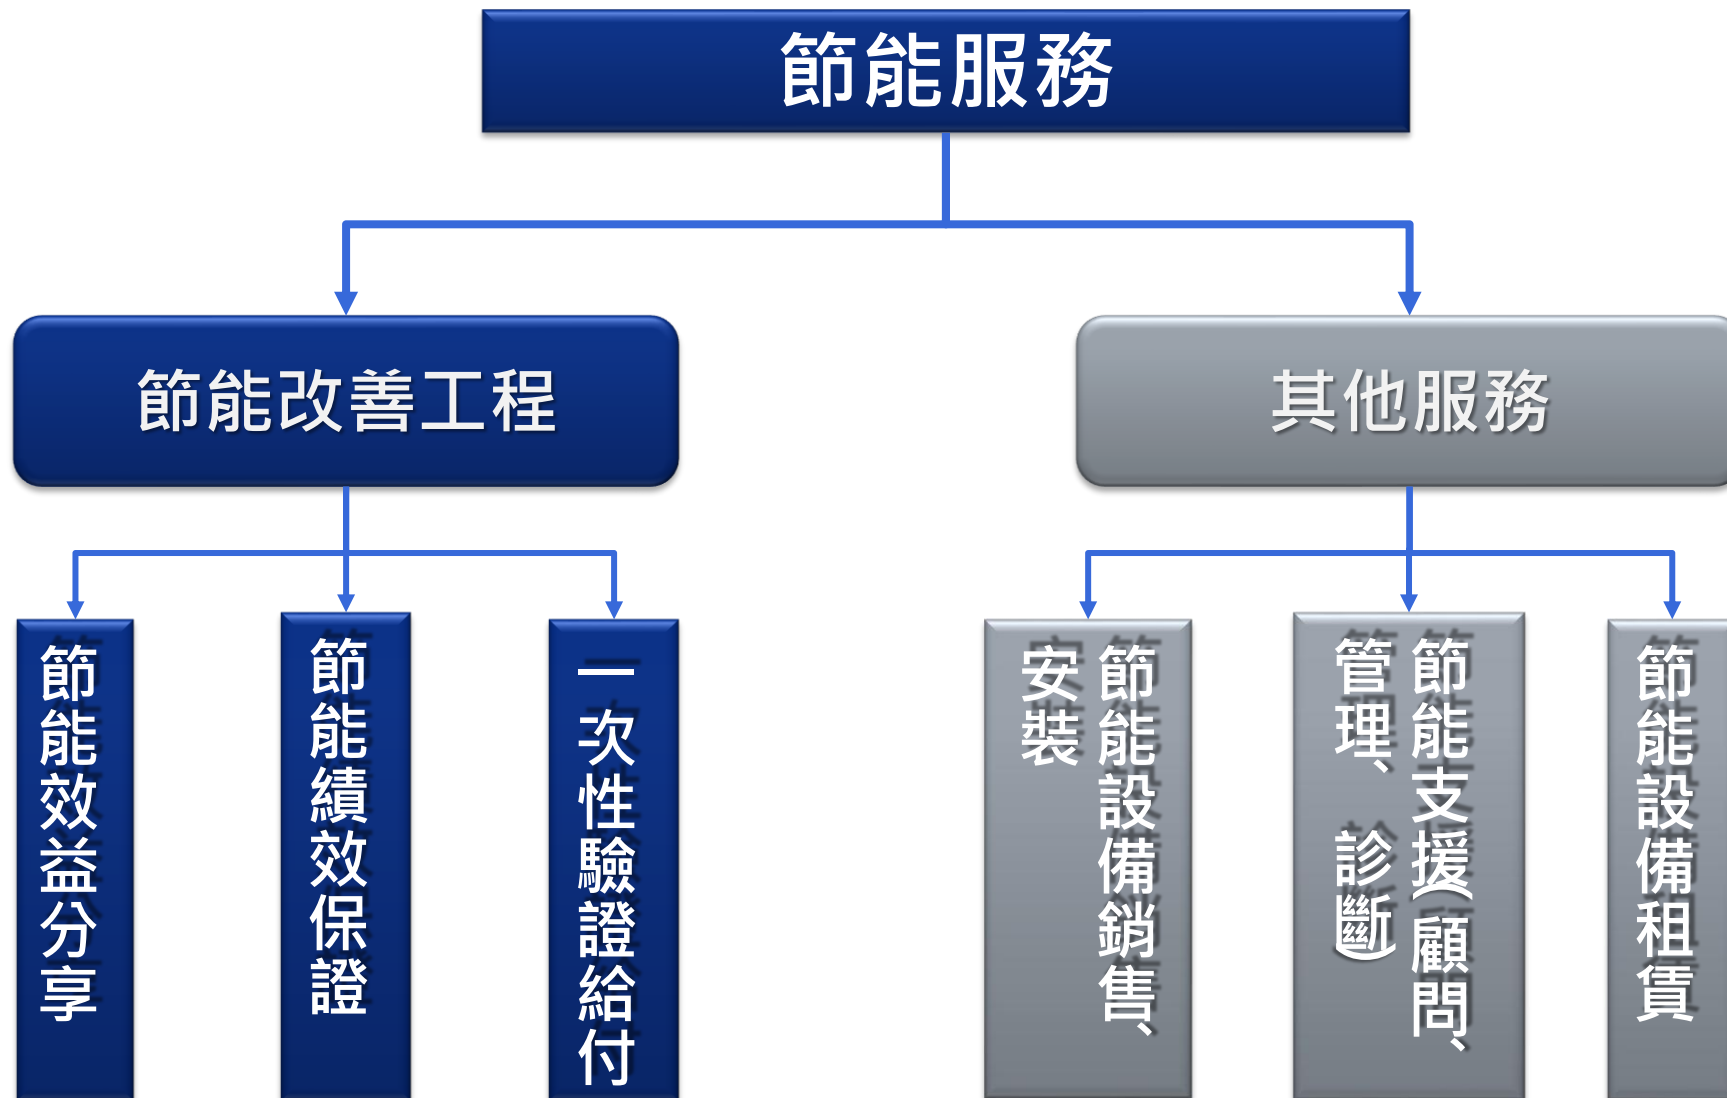 節能服務
節能改善工程
其他服務
節能效益分享
節能績效保證
一次性驗證給付
節能設備銷售、
安裝
節能支援(顧問、
管理、診斷)
節能設備租賃